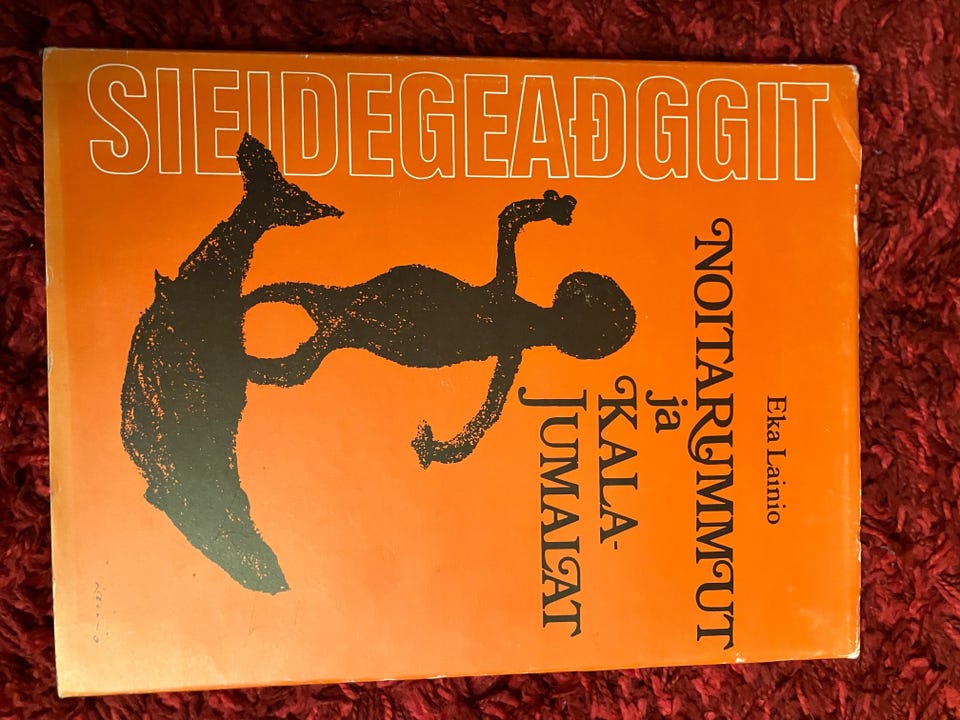 Eka Lainio
NOITARUMMUT
ja
KALA-
JUMALAT
SIEIDEGEAĐGGIT